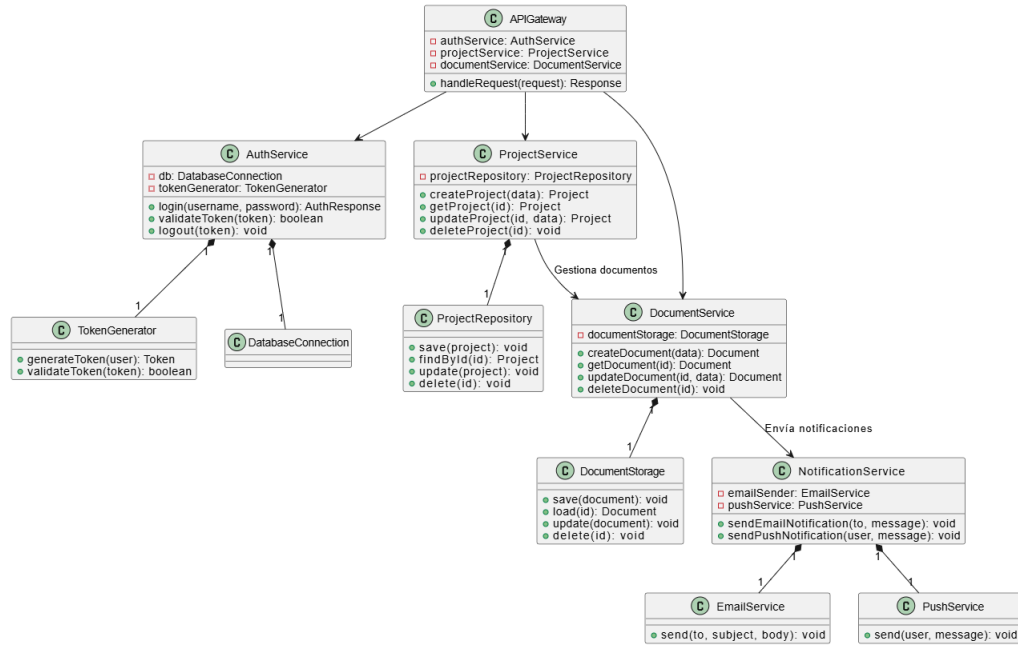 C APIGateway
authService: AuthService
projectService: ProjectService
documentService: DocumentService
handleRequest(request): Response
C AuthService
db: DatabaseConnection
tokenGenerator: TokenGenerator
login(username, password): AuthResponse
validateToken(token): boolean
logout(token): void
C ProjectService
projectRepository: ProjectRepository
createProject(data): Project
getProject(id): Project
updateProject(id, data): Project
deleteProject(id): void
1
1
1
Gestiona documentos
1
1
1
C TokenGenerator
generateToken(user): Token
validateToken(token): boolean
C DatabaseConnection
C ProjectRepository
save(project): void
findById(id): Project
update(project): void
delete(id): void
C DocumentService
documentStorage: DocumentStorage
createDocument(data): Document
getDocument(id): Document
updateDocument(id, data): Document
deleteDocument(id): void
1
Envía notificaciones
1
C DocumentStorage
save(document): void
load(id): Document
update(document): void
delete(id): void
C NotificationService
emailSender: EmailService
pushService: PushService
sendEmailNotification(to, message): void
sendPushNotification(user, message): void
1
1
1
1
C EmailService
send(to, subject, body): void
C PushService
send(user, message): void